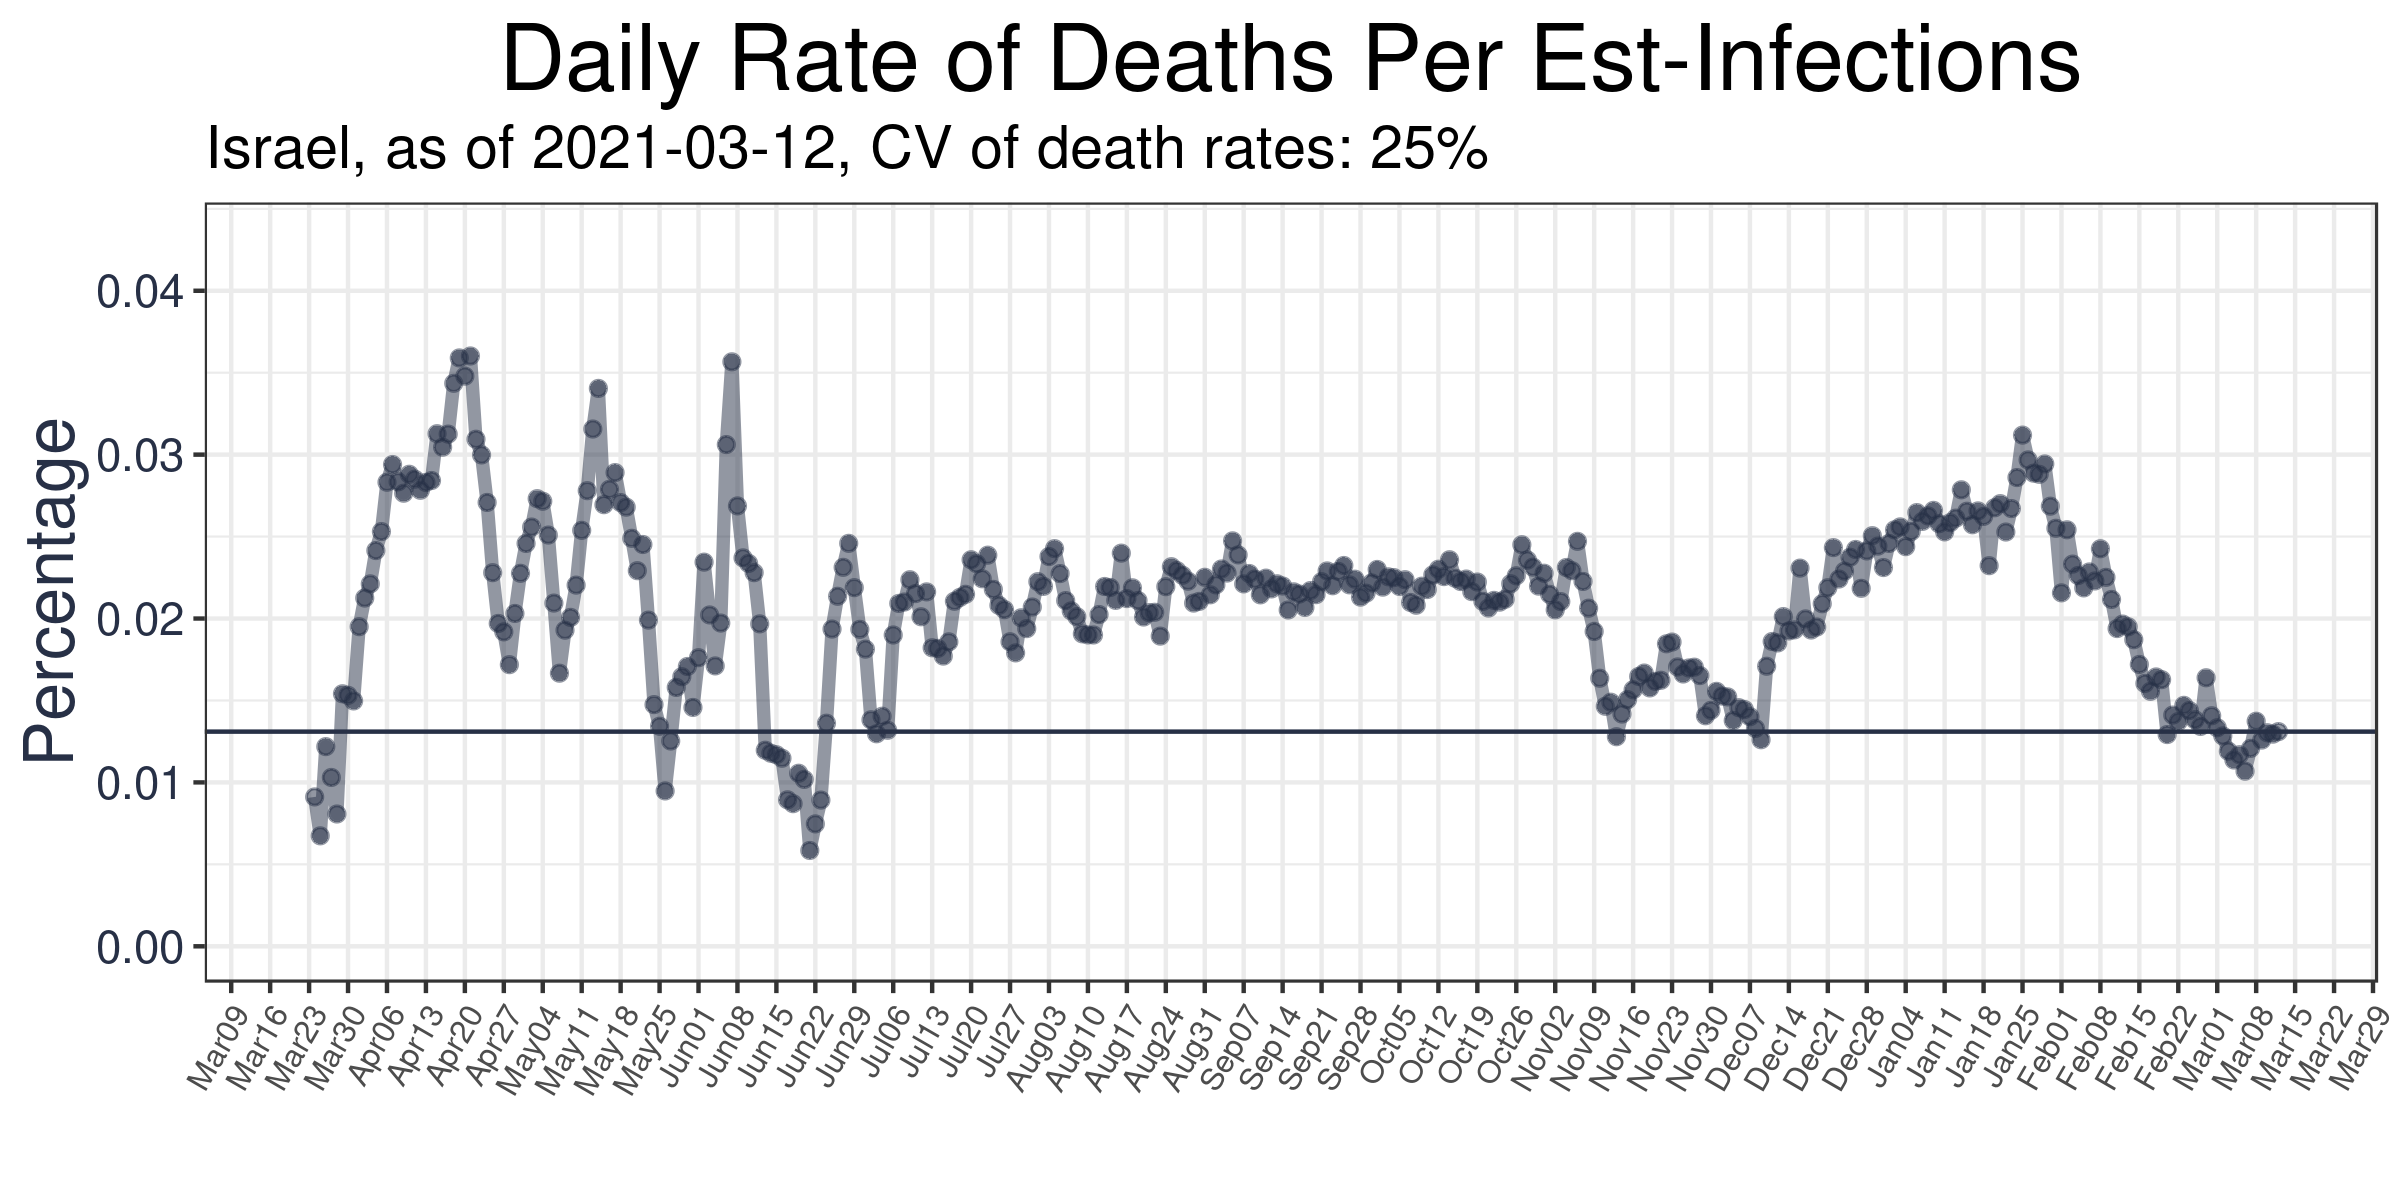 Daily Rate of Deaths Per Est-Infections
Israel, as of 2021-03-12, CV of death rates: 25%
Percentage
0.04
0.03
0.02
0.01
0.00
Mar09
Mar16
Mar23
Mar30
Apr06
Apr13
Apr20
Apr27
May04
May11
May18
May25
Jun01
Jun08
Jun15
Jun22
Jun29
Jul06
Jul13
Jul20
Jul27
Aug03
Aug10
Aug17
Aug24
Aug31
Sep07
Sep14
Sep21
Sep28
Oct05
Oct12
Oct19
Oct26
Nov02
Nov09
Nov16
Nov23
Nov30
Dec07
Dec14
Dec21
Dec28
Jan04
Jan11
Jan18
Jan25
Feb01
Feb08
Feb15
Feb22
Mar01
Mar08
Mar15
Mar22
Mar29